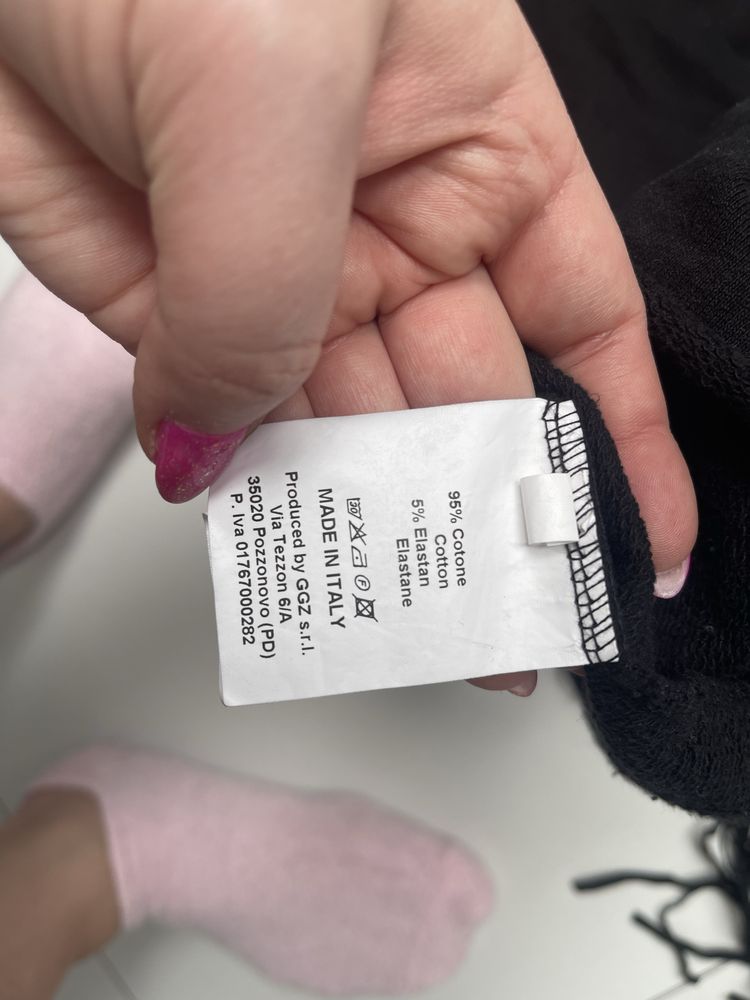 95% Cotone
Cotton
5% Elastan
Elastane
30°
F
MADE IN ITALY
Produced by GGZ s.r.l.
Via Tezzon 6/A
35020 Pozzonovo (PD)
P. Iva 01767000282